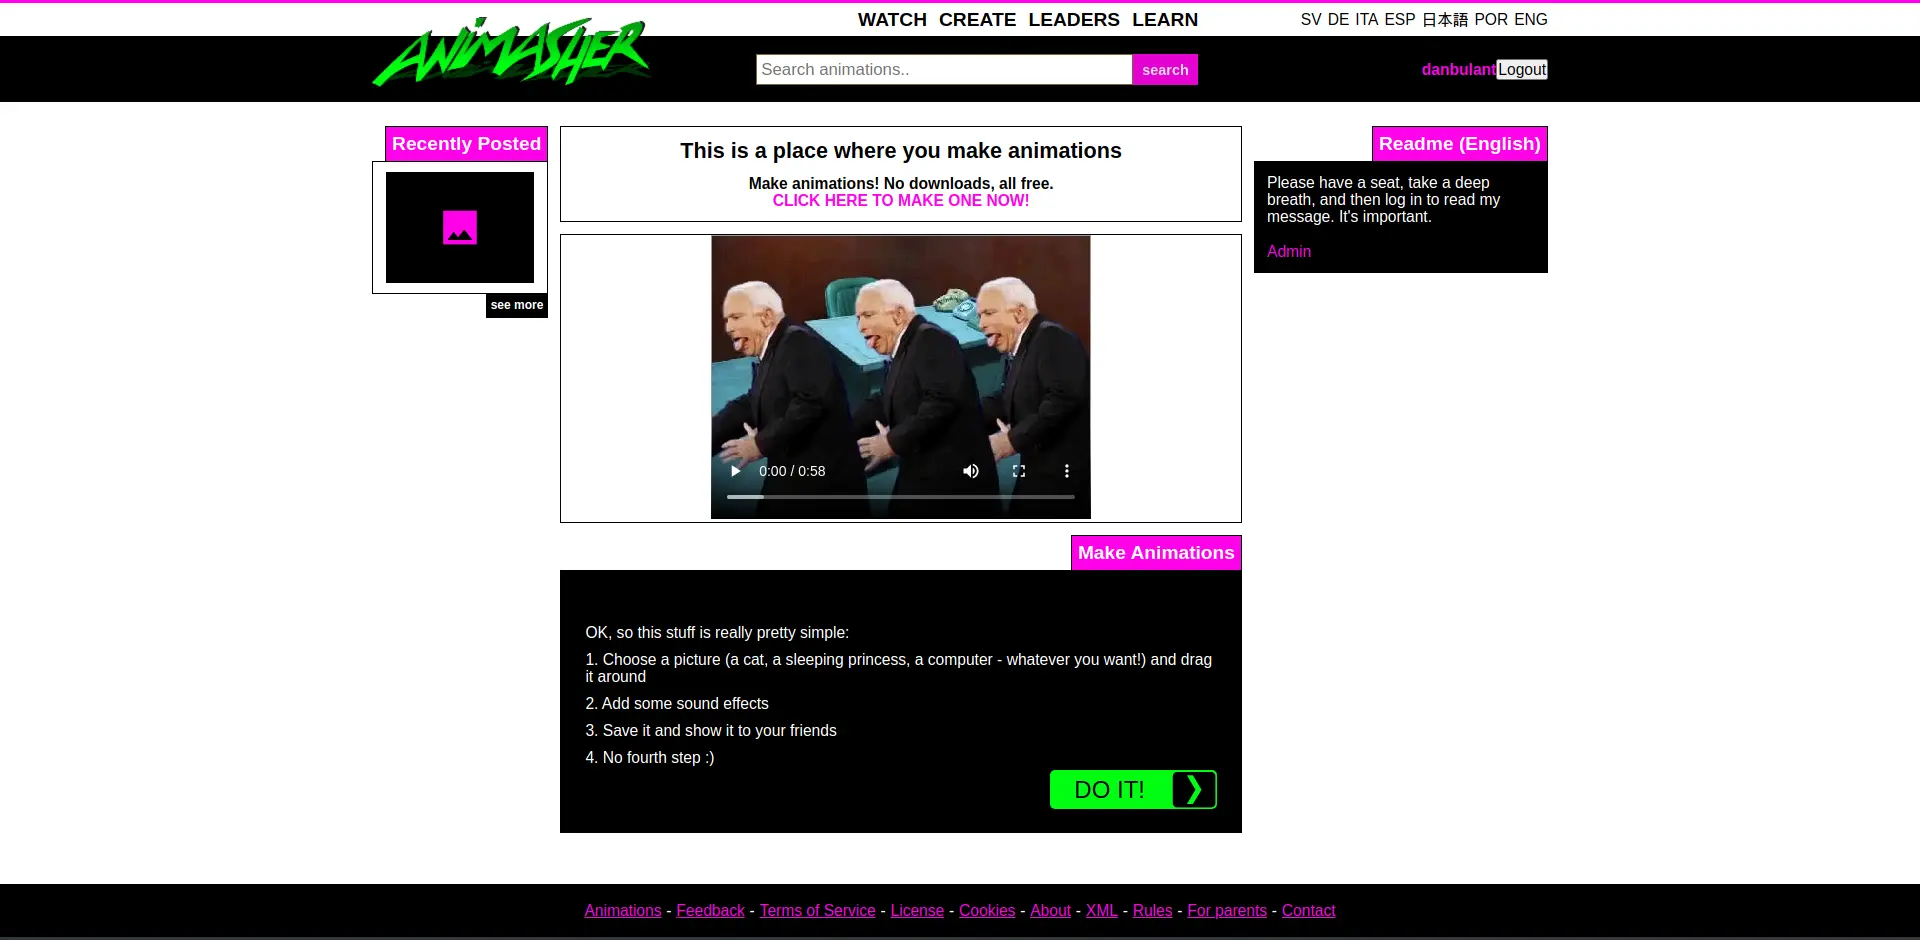 ANIMASHER
WATCH CREATE LEADERS LEARN
SV DE ITA ESP 日本語 POR ENG
Search animations..
search
danbulant Logout
Recently Posted
see more
This is a place where you make animations
Make animations! No downloads, all free.
CLICK HERE TO MAKE ONE NOW!
0:00 / 0:58
Readme (English)
Please have a seat, take a deep
breath, and then log in to read my
message. It's important.
Admin
Make Animations
OK, so this stuff is really pretty simple:
1. Choose a picture (a cat, a sleeping princess, a computer - whatever you want!) and drag
it around
2. Add some sound effects
3. Save it and show it to your friends
4. No fourth step :)
DO IT! ❯
Animations - Feedback - Terms of Service - License - Cookies - About - XML - Rules - For parents - Contact